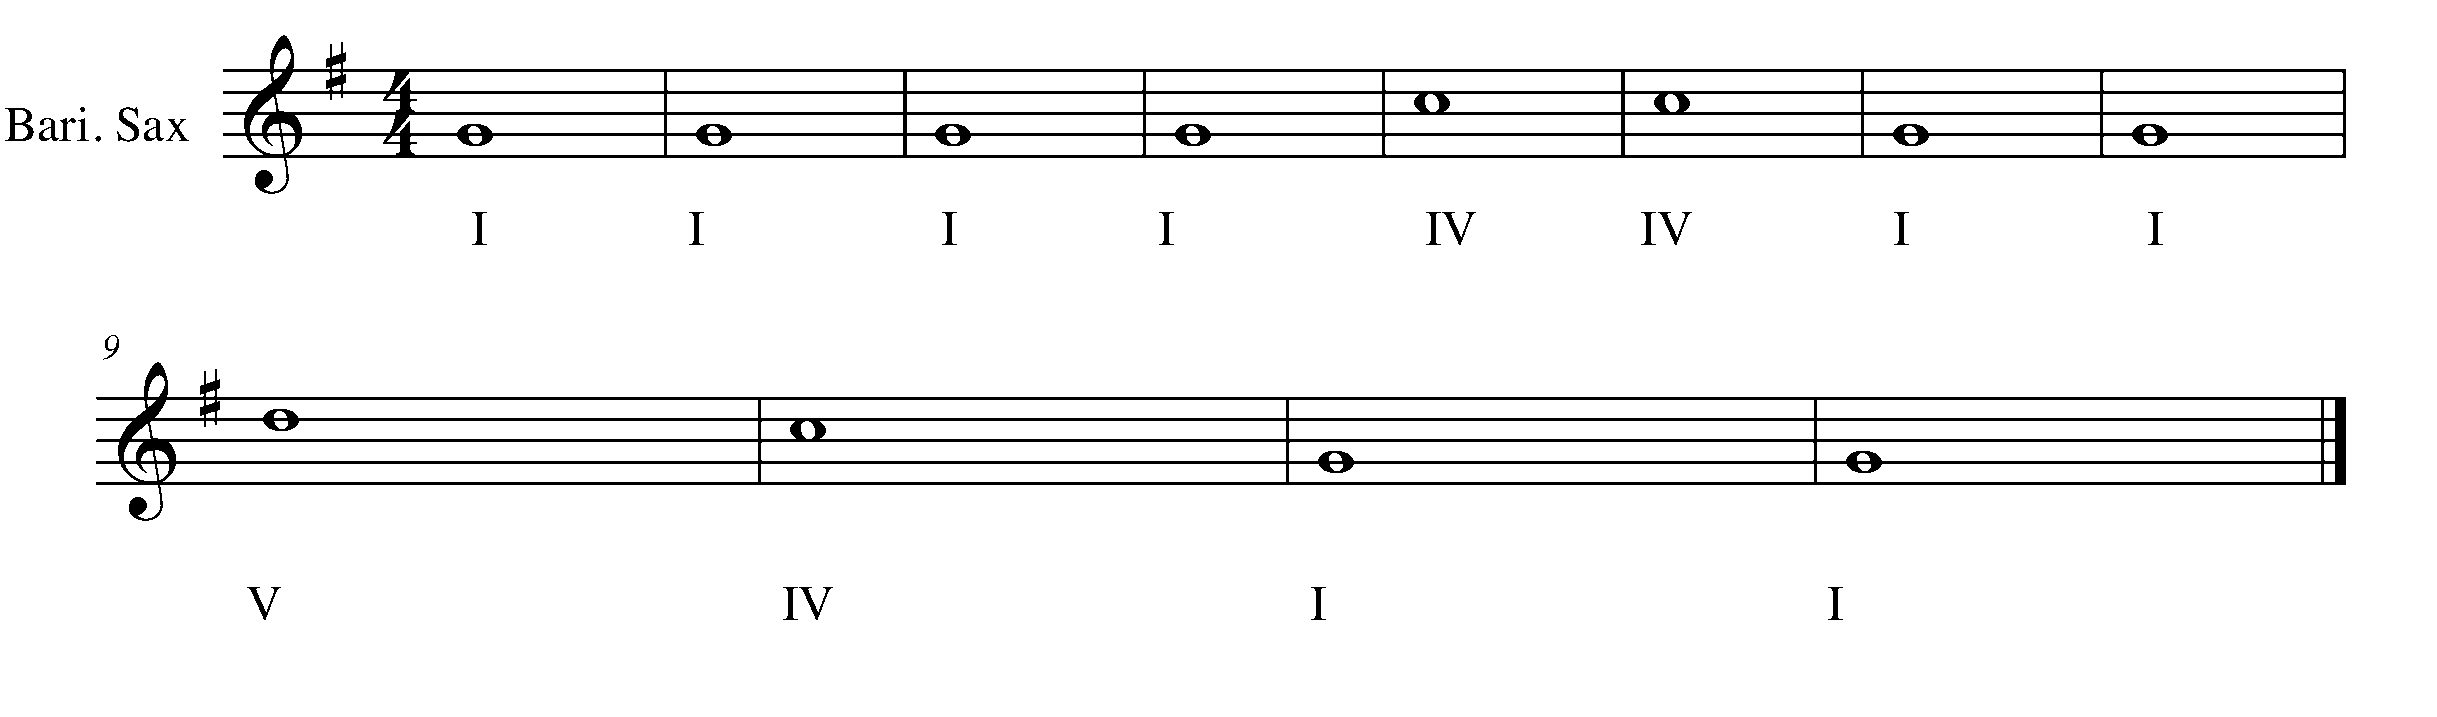 Bari. Sax
4
4
I I I I IV IV I I
9
V IV I I